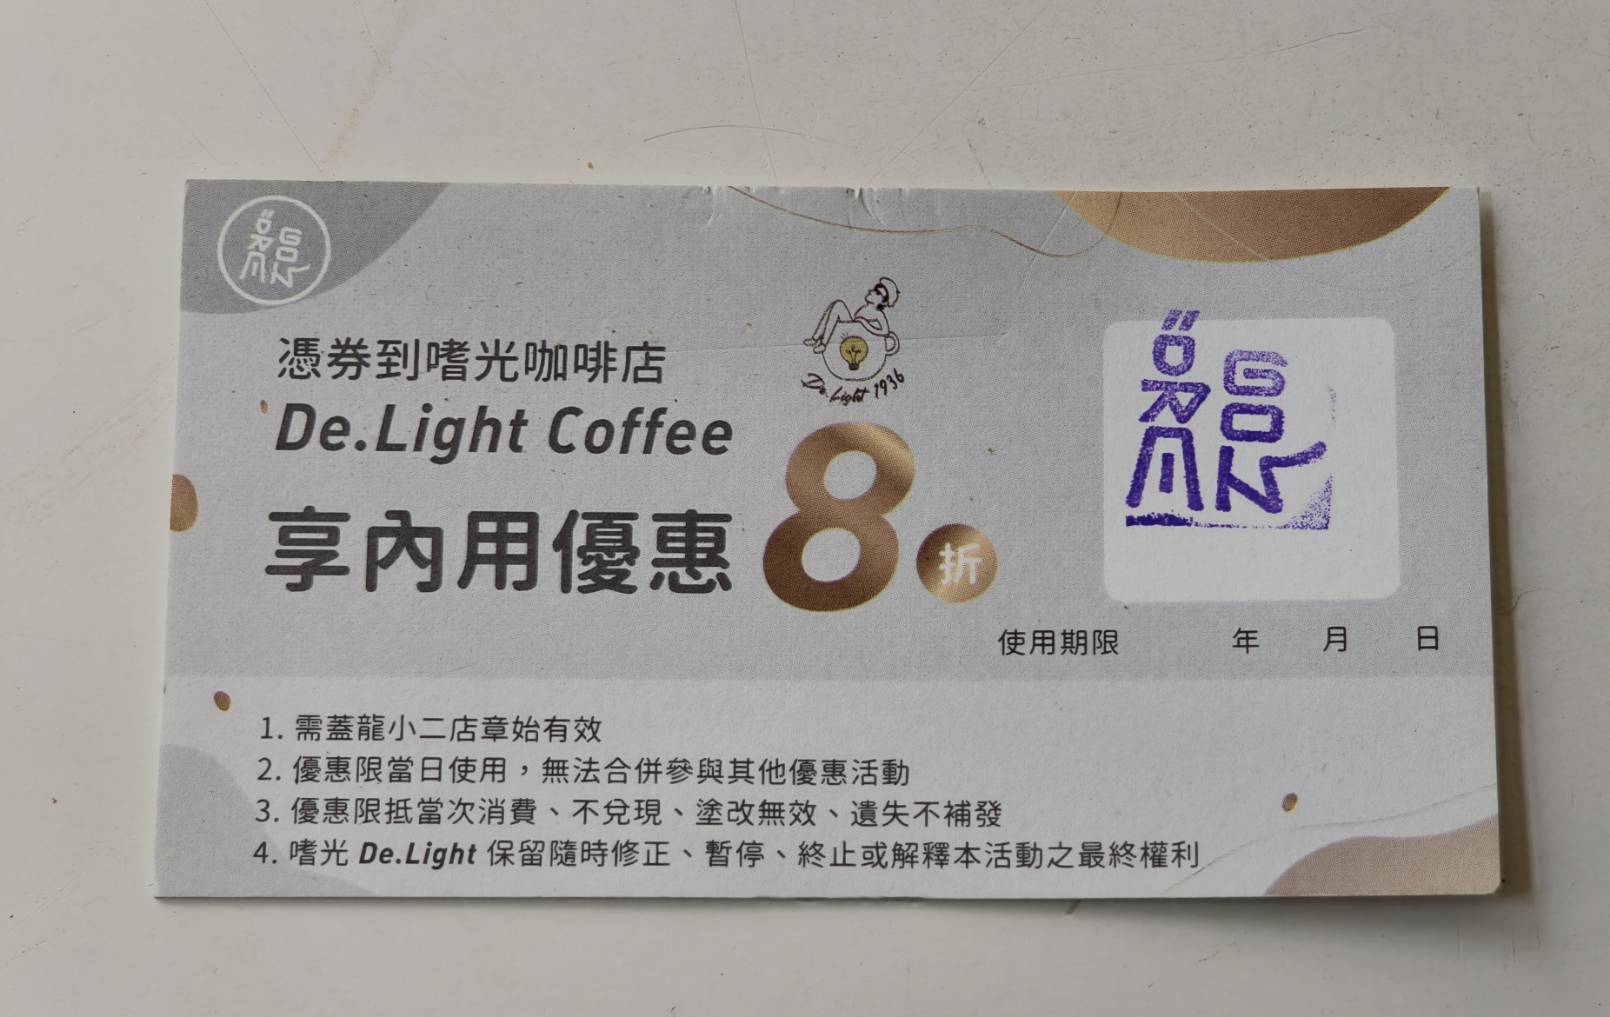 憑券到嗜光咖啡店
De.Light Coffee
De.Light 1936
享內用優惠8折
使用期限 年 月 日
1. 需蓋龍小二店章始有效
2. 優惠限當日使用，無法合併參與其他優惠活動
3. 優惠限抵當次消費、不兌現、塗改無效、遺失不補發
4. 嗜光 De.Light 保留隨時修正、暫停、終止或解釋本活動之最終權利